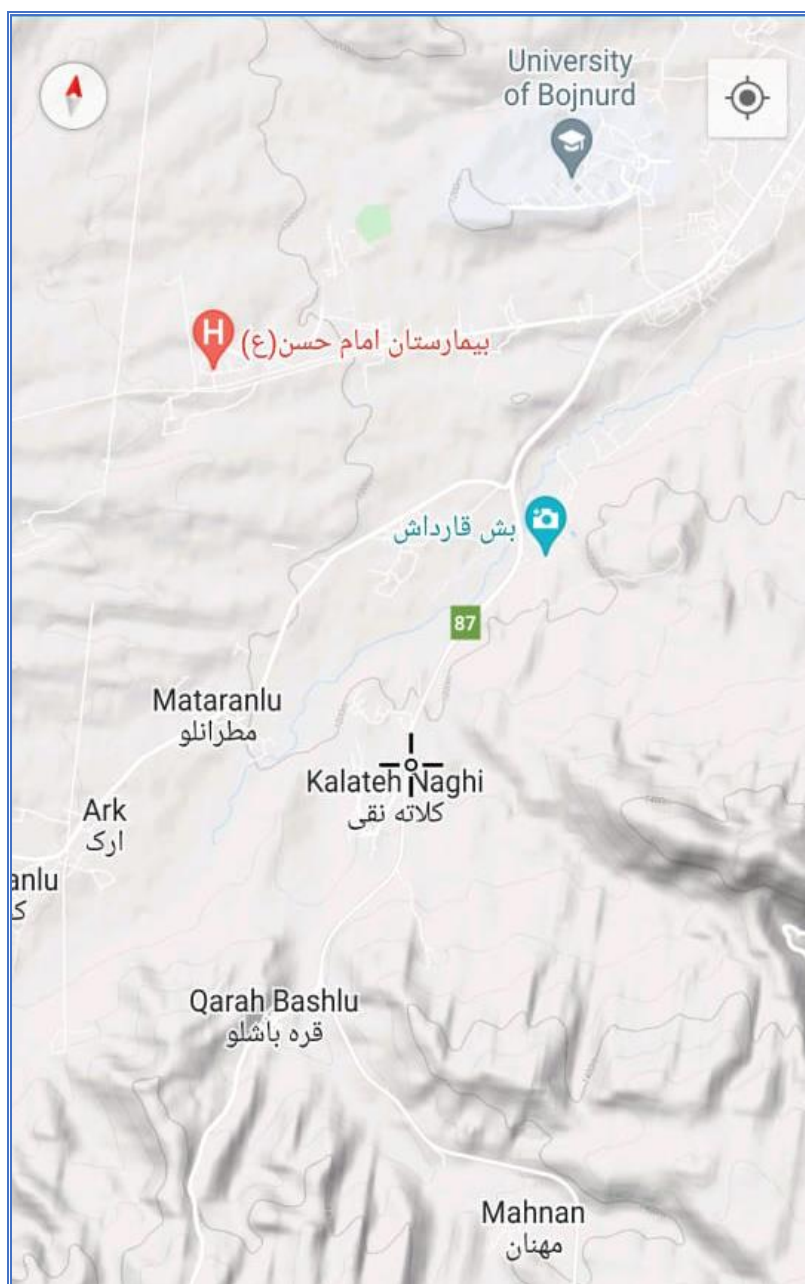 University
of Bojnurd
H
بیمارستان امام حسن(ع)
بش قارداش
87
Mataranlu
مطرانلو
Kalateh Naghi
کلاته نقی
Ark
ارک
anlu
ک
Qarah Bashlu
قره باشلو
Mahnan
مهنان